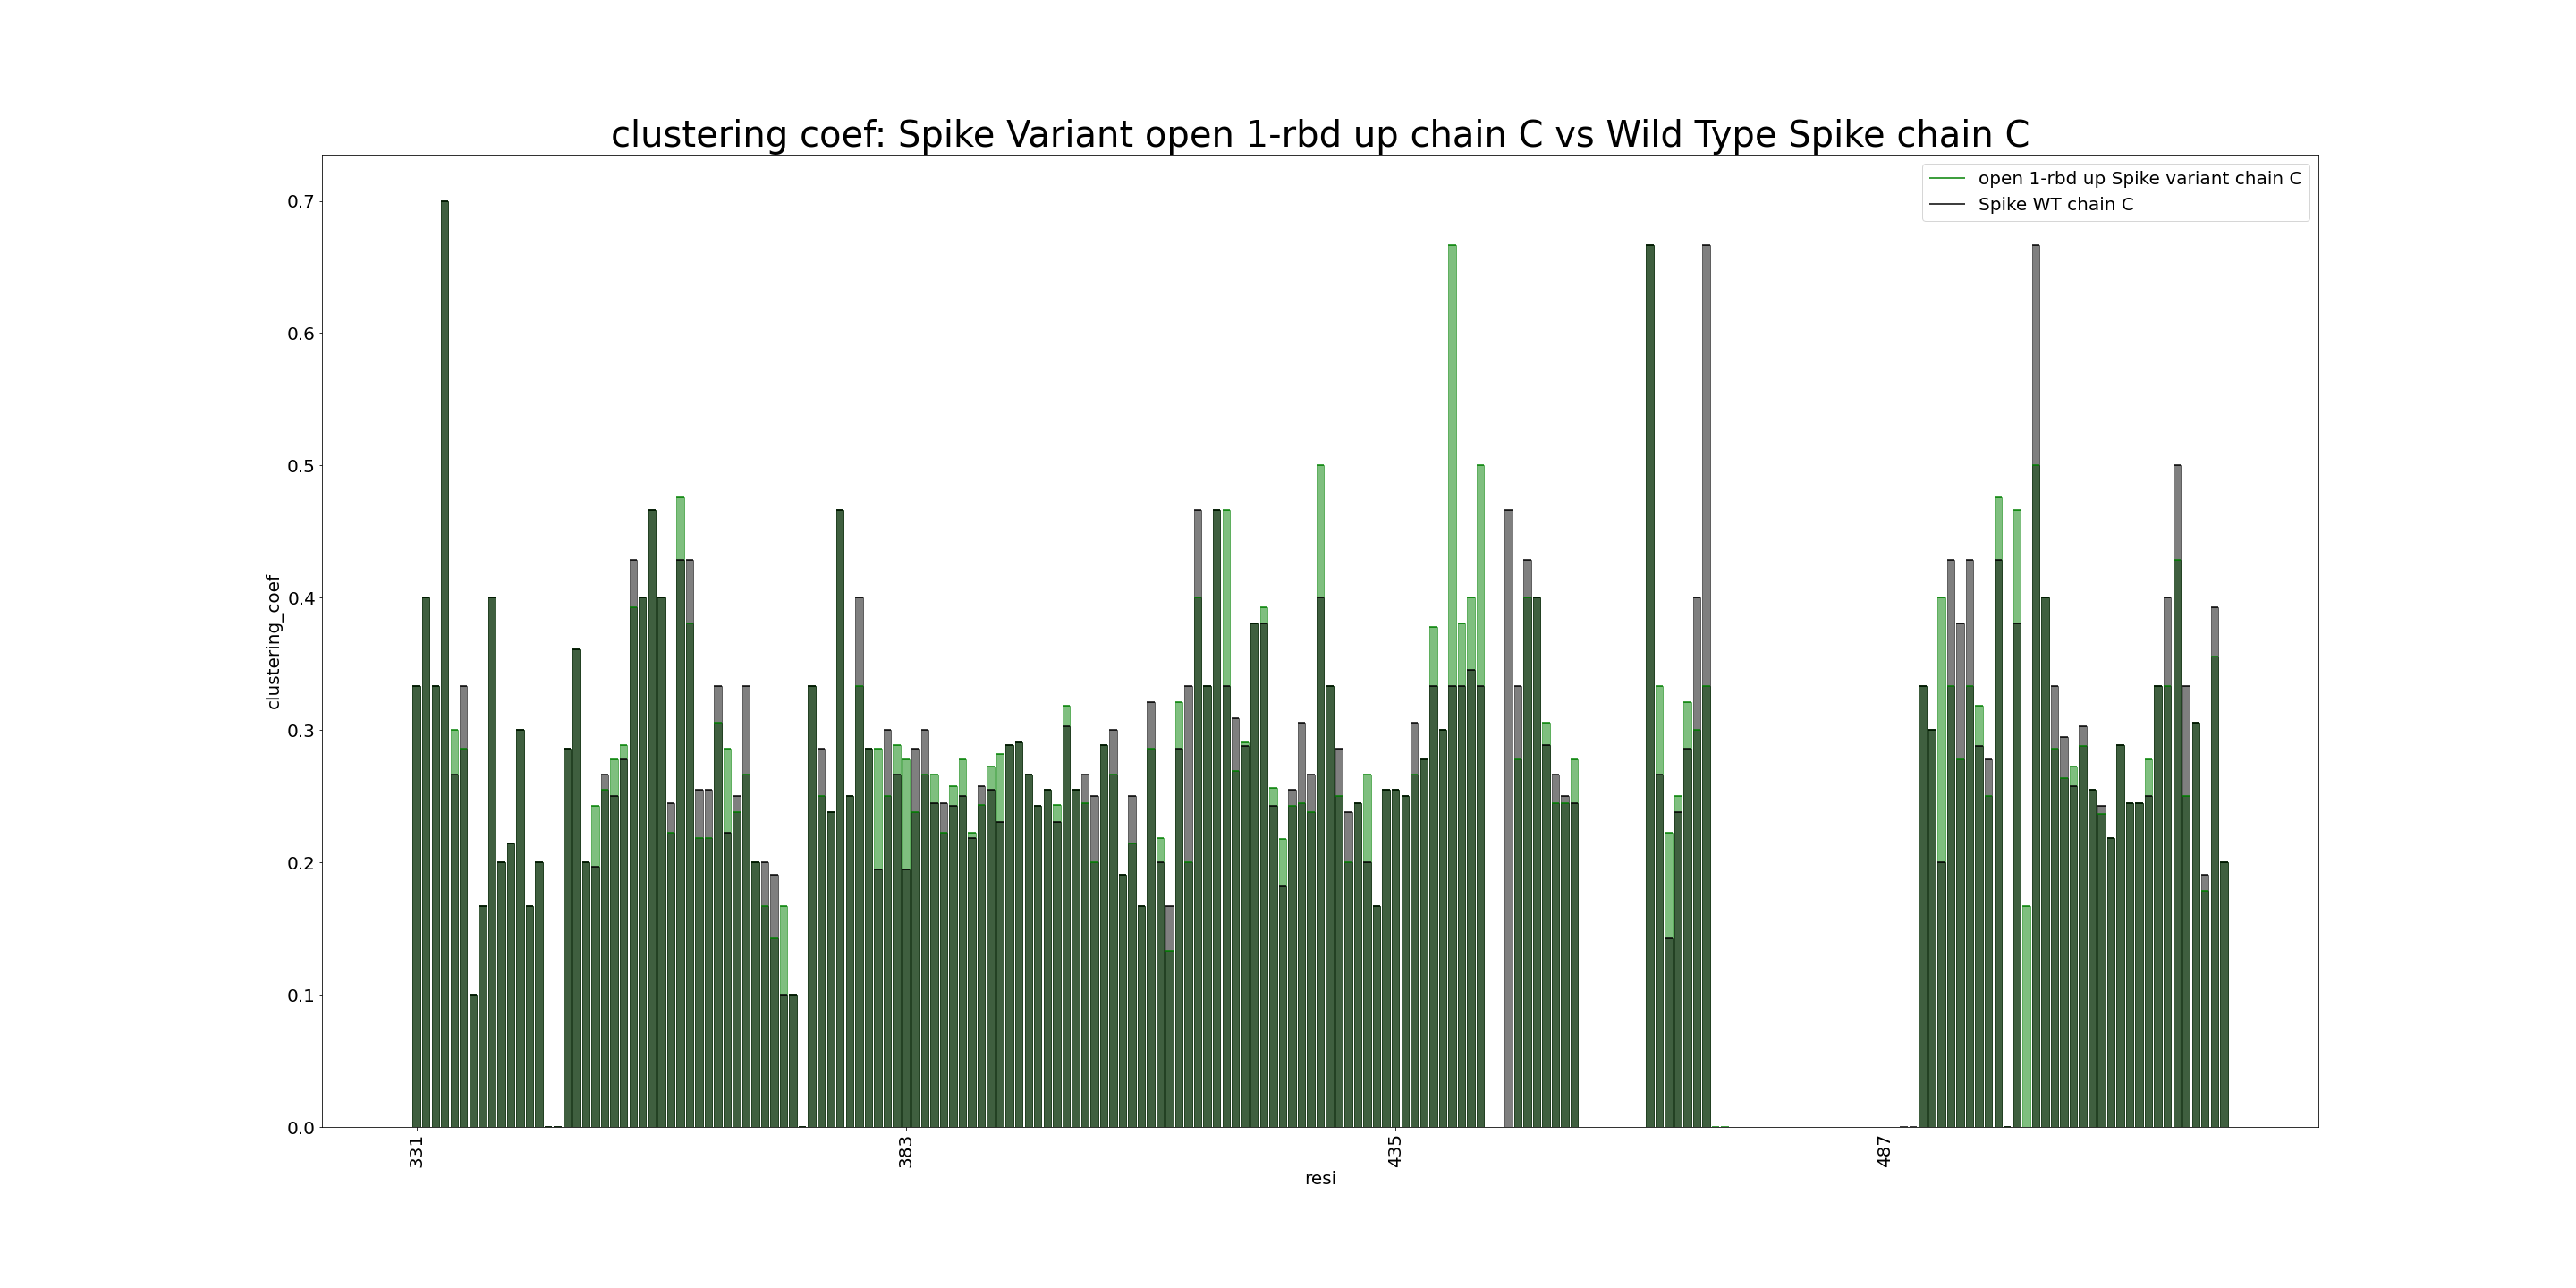 clustering coef: Spike Variant open 1-rbd up chain C vs Wild Type Spike chain C
open 1-rbd up Spike variant chain C
Spike WT chain C
0.7
0.6
0.5
0.4
0.3
0.2
0.1
0.0
clustering_coef
331
383
435
487
resi